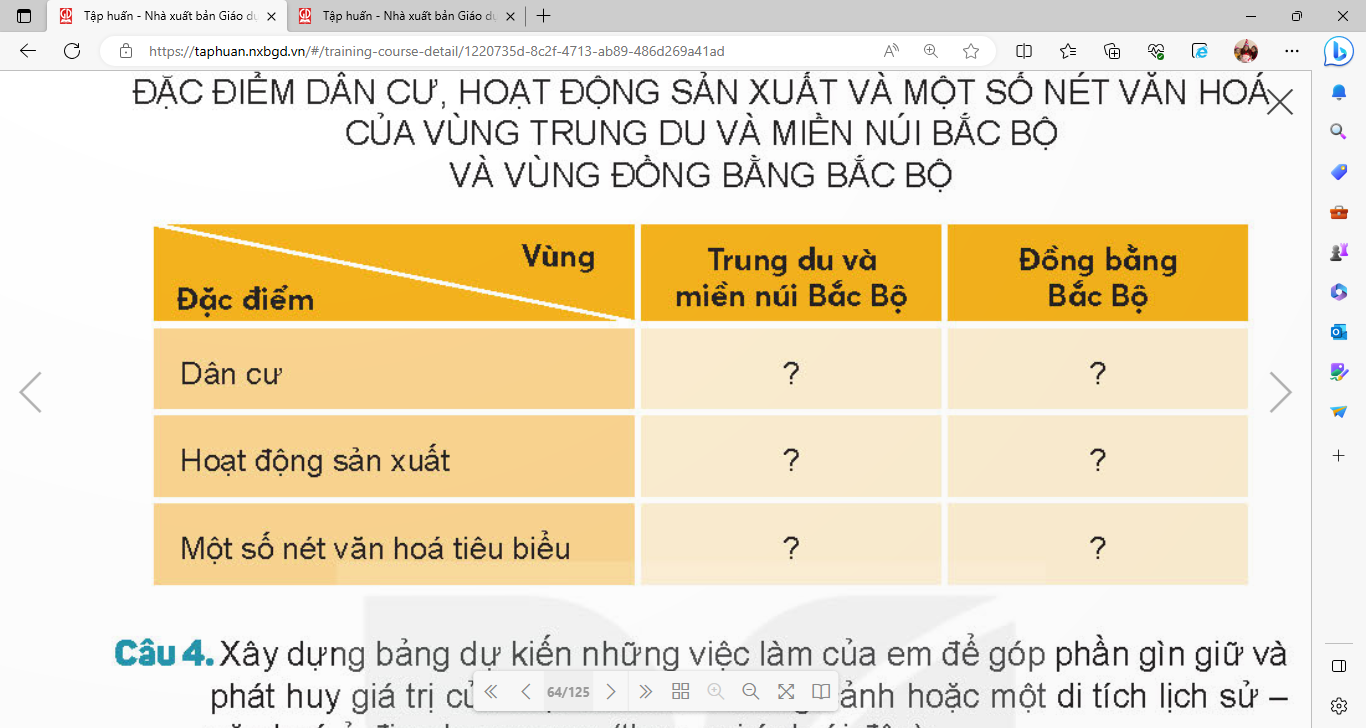 Tập huấn - Nhà xuất bản Giáo dụ
Tập huấn - Nhà xuất bản Giáo dụ
https://taphuan.nxbgd.vn/#/training-course-detail/1220735d-8c2f-4713-ab89-486d269a41ad
ĐẶC ĐIỂM DÂN CƯ, HOẠT ĐỘNG SẢN XUẤT VÀ MỘT SỐ NÉT VĂN HOÁ
CỦA VÙNG TRUNG DU VÀ MIỀN NÚI BẮC BỘ
VÀ VÙNG ĐỒNG BẰNG BẮC BỘ
Vùng
Đặc điểm
Trung du và
miền núi Bắc Bộ
Đồng bằng
Bắc Bộ
Dân cư ? ?
Hoạt động sản xuất ? ?
Một số nét văn hoá tiêu biểu ? ?
Câu 4. Xây dựng bảng dự kiến những việc làm của em để góp phần gìn giữ và
phát huy giá trị ảnh hoặc một di tích lịch sử –
64/125